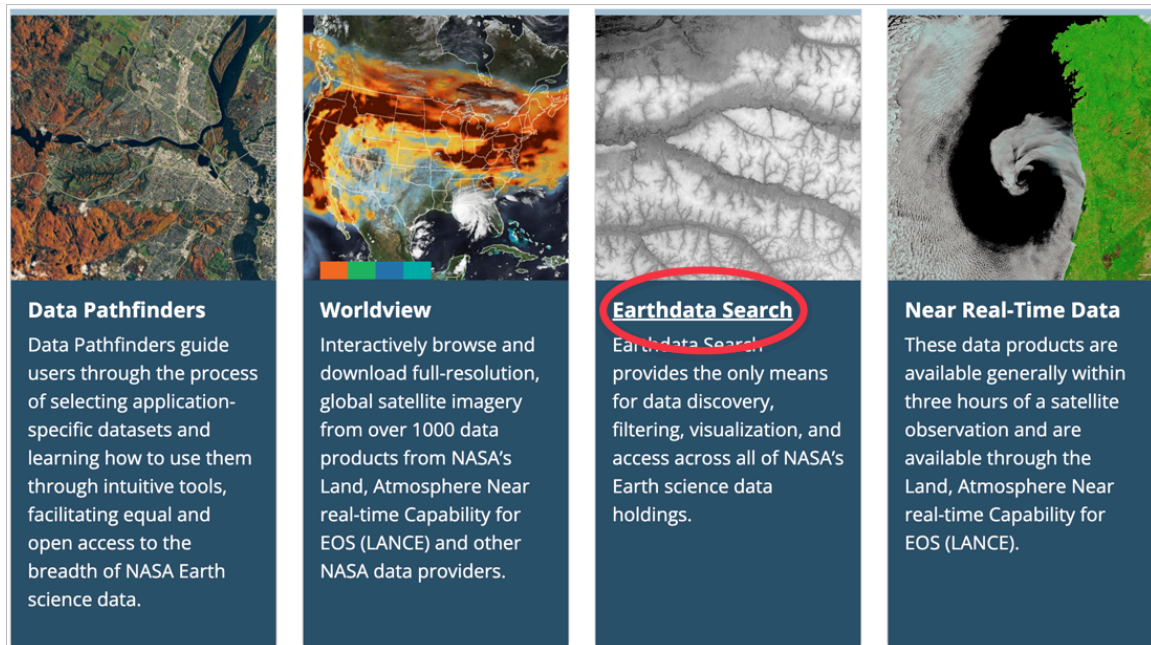 Data Pathfinders
Data Pathfinders guide
users through the process
of selecting application-
specific datasets and
learning how to use them
through intuitive tools,
facilitating equal and
open access to the
breadth of NASA Earth
science data.
Worldview
Interactively browse and
download full-resolution,
global satellite imagery
from over 1000 data
products from NASA’s
Land, Atmosphere Near
real-time Capability for
EOS (LANCE) and other
NASA data providers.
Earthdata Search
Earthdata Search
provides the only means
for data discovery,
filtering, visualization, and
access across all of NASA’s
Earth science data
holdings.
Near Real-Time Data
These data products are
available generally within
three hours of a satellite
observation and are
available through the
Land, Atmosphere Near
real-time Capability for
EOS (LANCE).